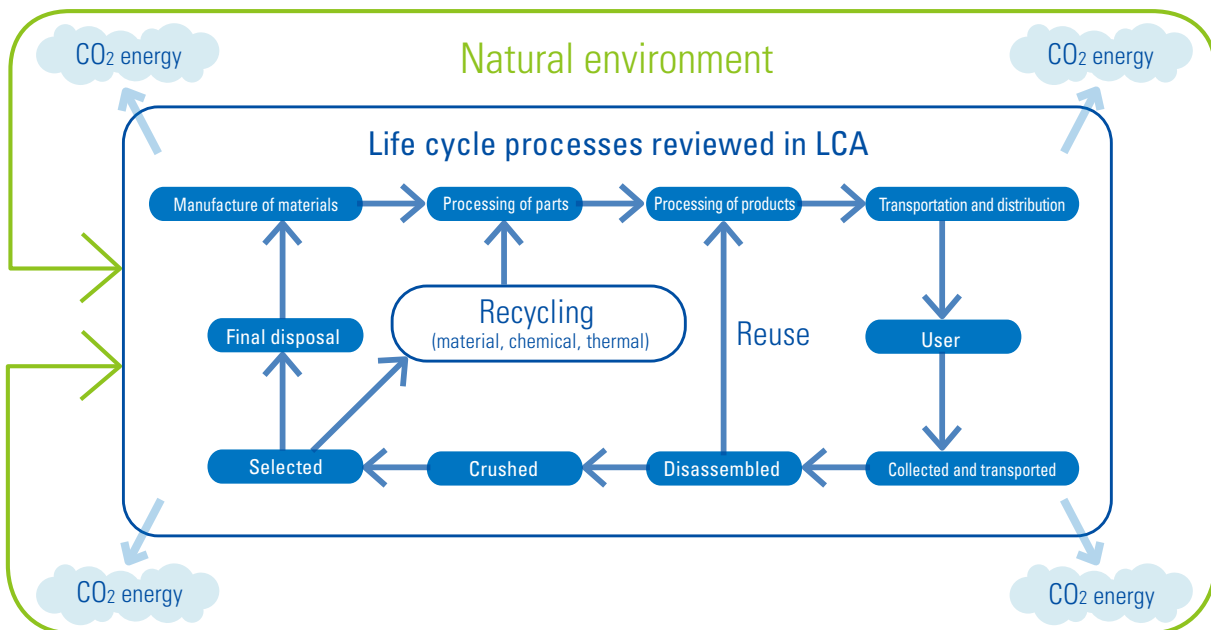 CO2 energy
Natural environment
CO2 energy
Life cycle processes reviewed in LCA
Manufacture of materials
Processing of parts
Processing of products
Transportation and distribution
Recycling
(material, chemical, thermal)
Final disposal
Reuse
User
Selected
Crushed
Disassembled
Collected and transported
CO2 energy
CO2 energy